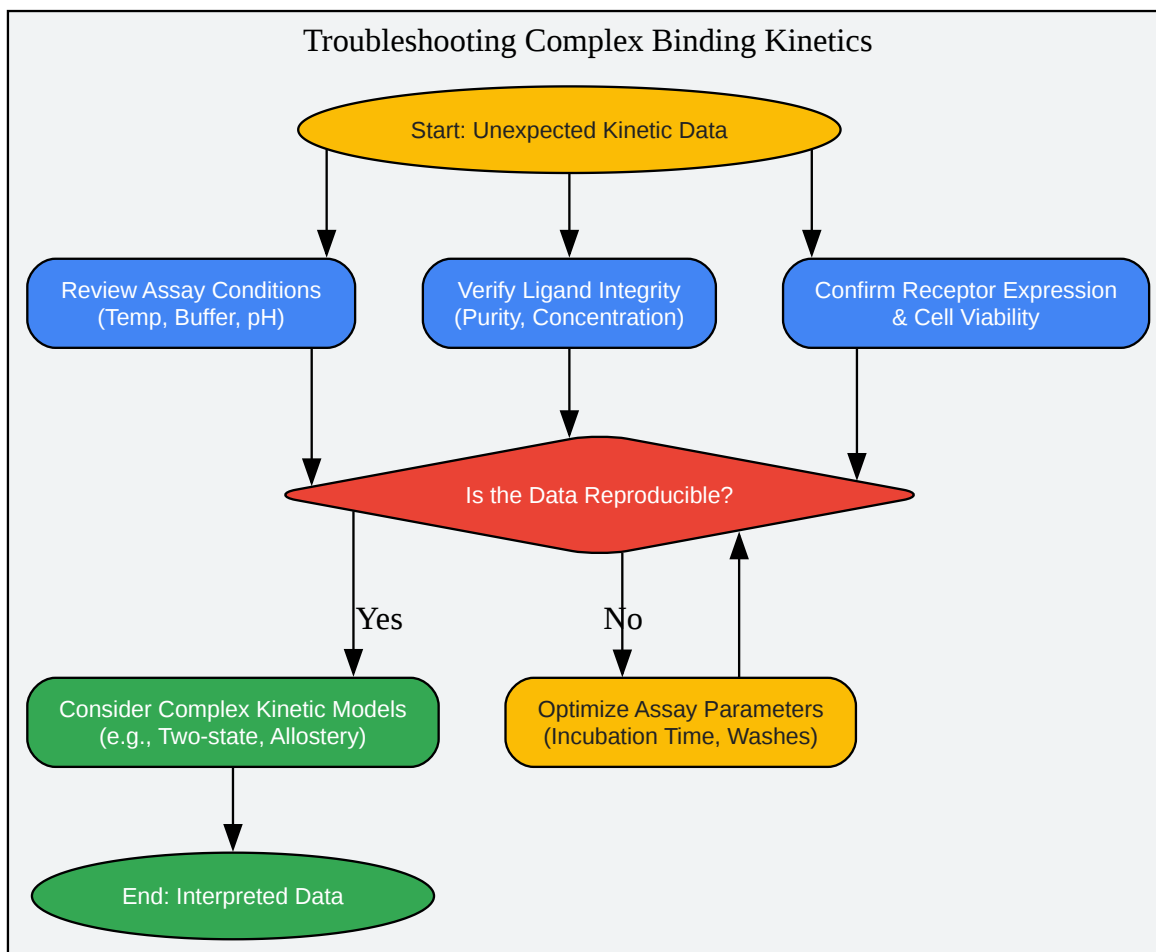 Troubleshooting Complex Binding Kinetics
Start: Unexpected Kinetic Data
Review Assay Conditions
(Temp, Buffer, pH)
Verify Ligand Integrity
(Purity, Concentration)
Confirm Receptor Expression
& Cell Viability
Is the Data Reproducible?
Yes
No
Consider Complex Kinetic Models
(e.g., Two-state, Allostery)
Optimize Assay Parameters
(Incubation Time, Washes)
End: Interpreted Data